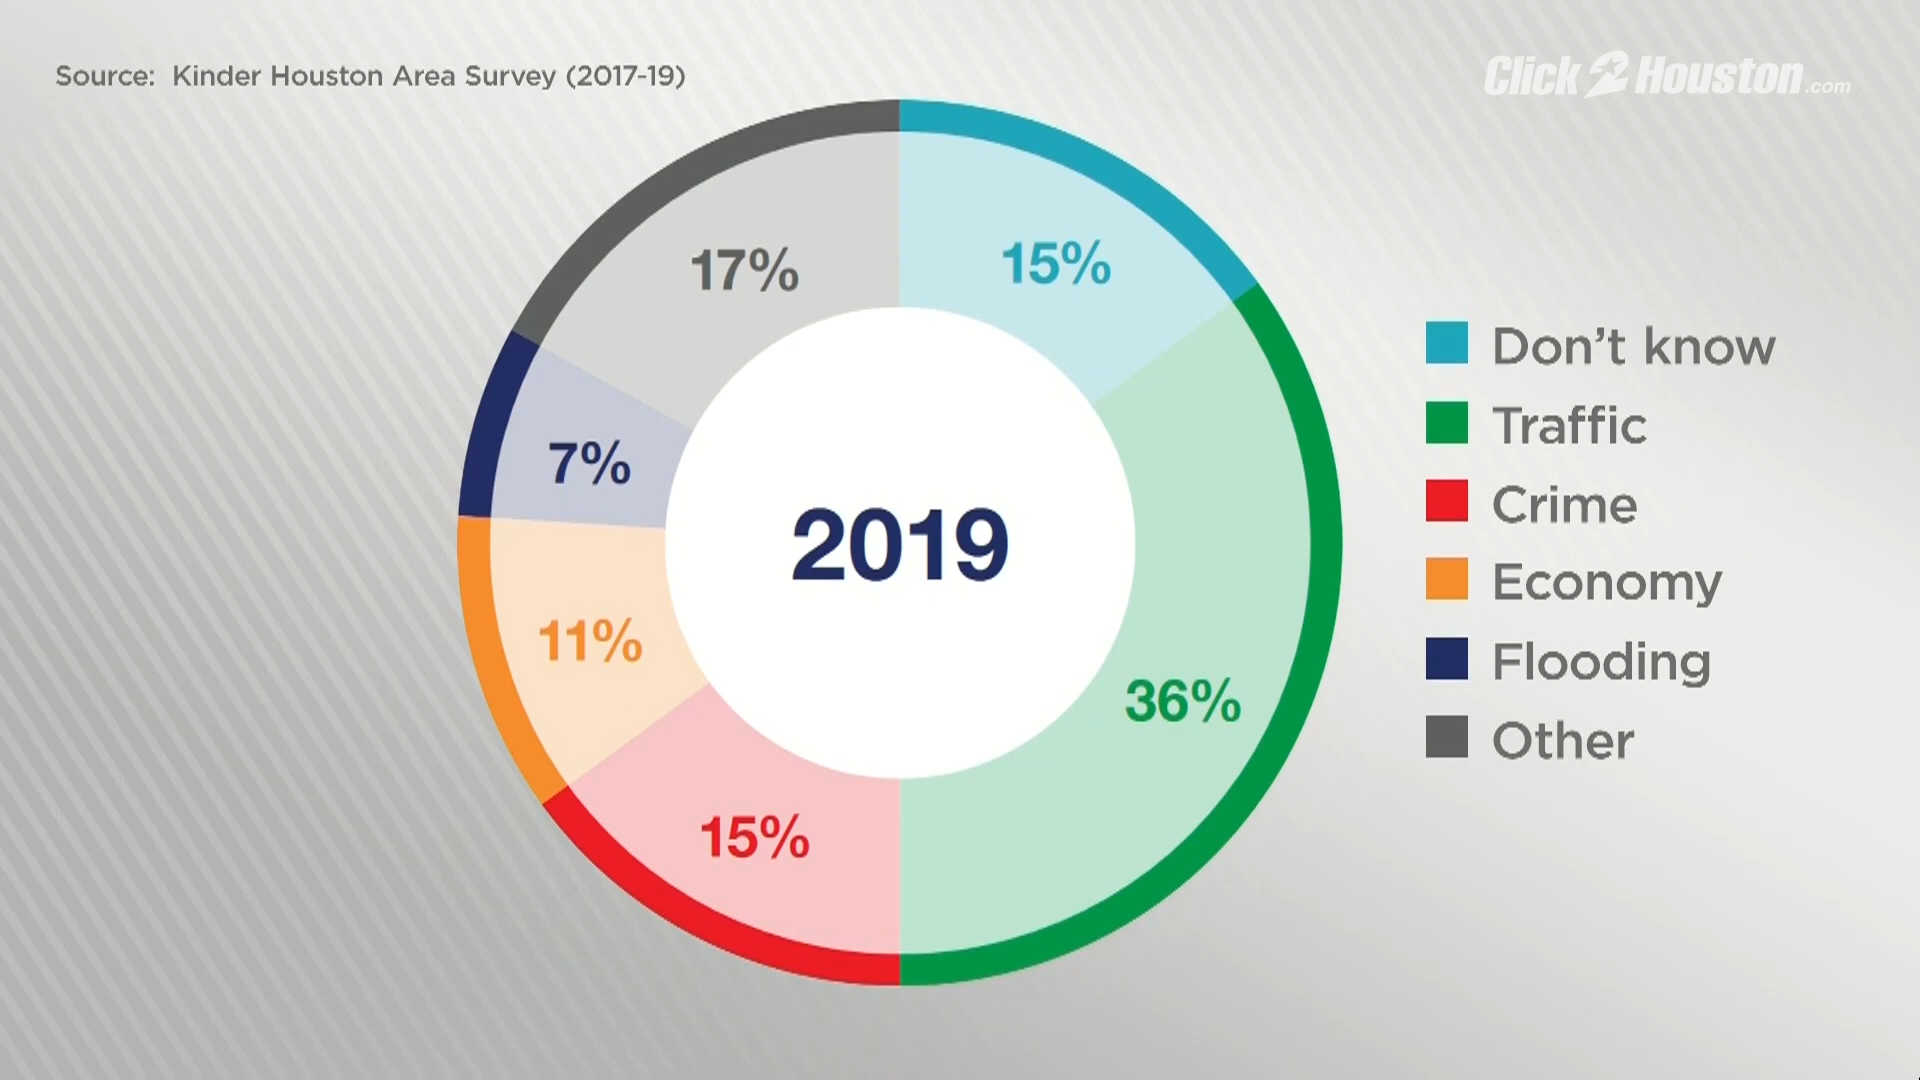 Source: Kinder Houston Area Survey (2017-19)
Click2Houston.com
17%
15%
7%
2019
11%
36%
15%
Don't know
Traffic
Crime
Economy
Flooding
Other